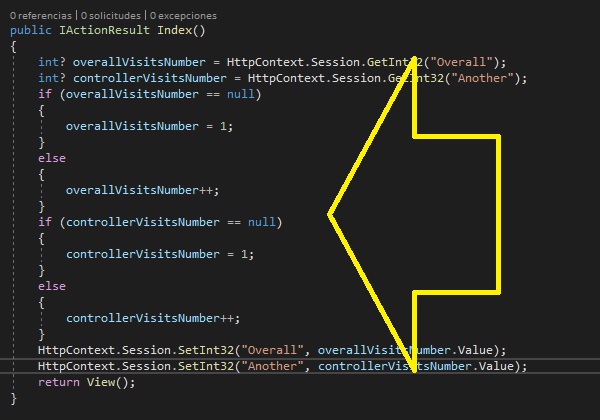 0 referencias | 0 solicitudes | 0 excepciones
public IActionResult Index()
{
int? overallVisitsNumber = HttpContext.Session.GetInt32("Overall");
int? controllerVisitsNumber = HttpContext.Session.GetInt32("Another");
if (overallVisitsNumber == null)
{
overallVisitsNumber = 1;
}
else
{
overallVisitsNumber++;
}
if (controllerVisitsNumber == null)
{
controllerVisitsNumber = 1;
}
else
{
controllerVisitsNumber++;
}
HttpContext.Session.SetInt32("Overall", overallVisitsNumber.Value);
HttpContext.Session.SetInt32("Another", controllerVisitsNumber.Value);
return View();
}